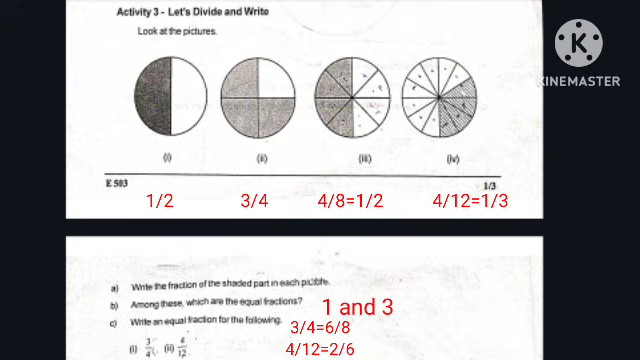 Activity 3 - Let's Divide and Write
Look at the pictures.
KINEMASTER
(i) (ii) (iii) (iv)
E 503 1/3
1/2 3/4 4/8=1/2 4/12=1/3
a) Write the fraction of the shaded part in each picture.
b) Among these, which are the equal fractions?
1 and 3
c) Write an equal fraction for the following.
3/4=6/8
(i) 3/4 (ii) 4/12
4/12=2/6